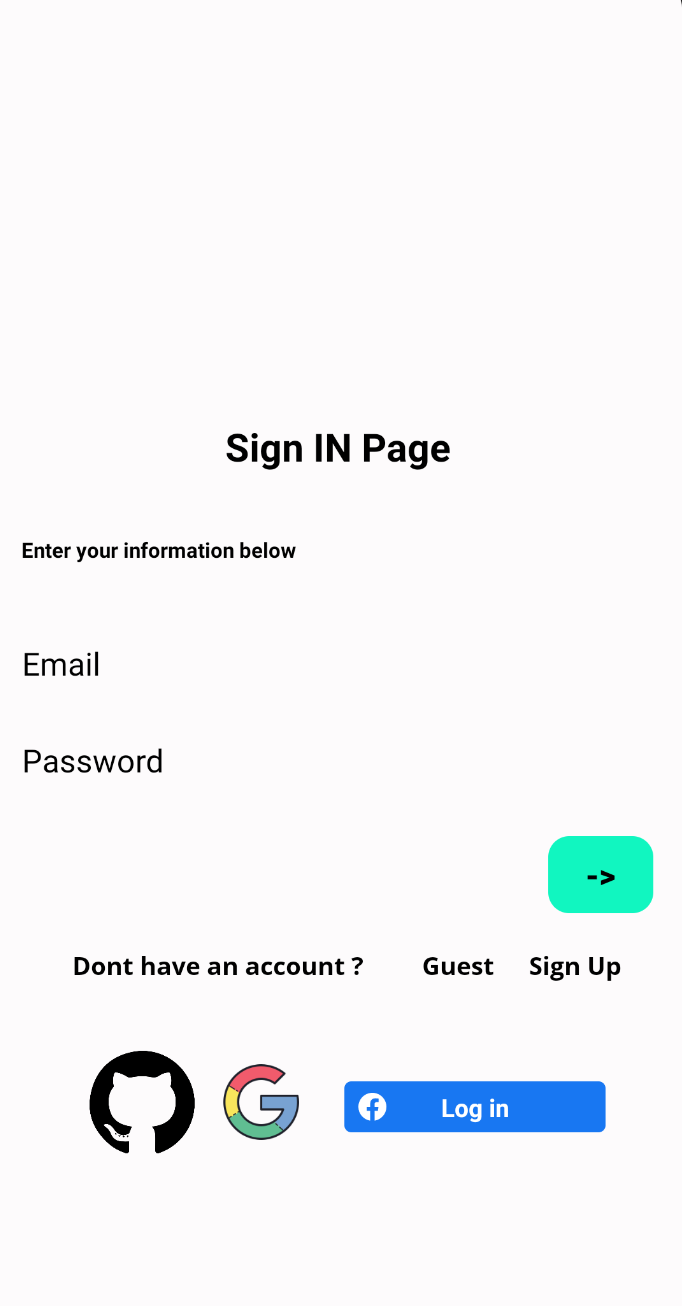 Sign IN Page
Enter your information below
Email
Password
->
Dont have an account ? Guest Sign Up
Log in